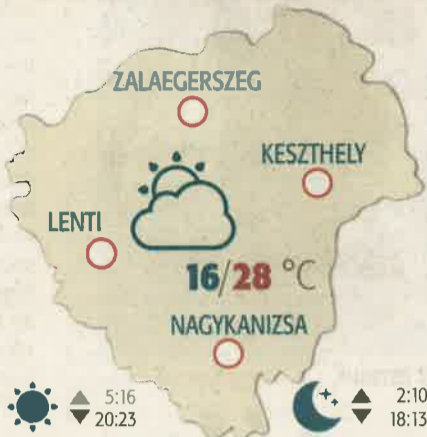 ZALAEGERSZEG
KESZTHELY
LENTI
16/28 °C
NAGYKANIZSA
5:16
20:23
2:10
18:13